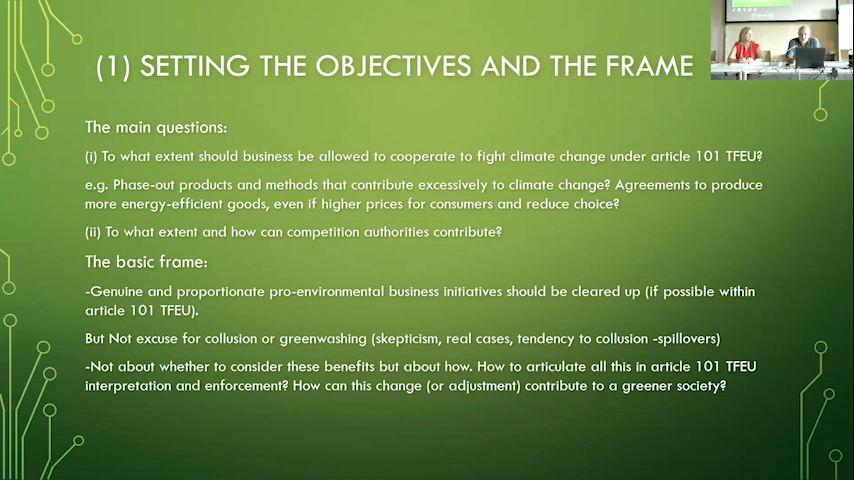 (1) SETTING THE OBJECTIVES AND THE FRAME
The main questions:
(i) To what extent should business be allowed to cooperate to fight climate change under article 101 TFEU?
e.g. Phase-out products and methods that contribute excessively to climate change? Agreements to produce
more energy-efficient goods, even if higher prices for consumers and reduce choice?
(ii) To what extent and how can competition authorities contribute?
The basic frame:
-Genuine and proportionate pro-environmental business initiatives should be cleared up (if possible within
article 101 TFEU).
But Not excuse for collusion or greenwashing (skepticism, real cases, tendency to collusion -spillovers)
-Not about whether to consider these benefits but about how. How to articulate all this in article 101 TFEU
interpretation and enforcement? How can this change (or adjustment) contribute to a greener society?